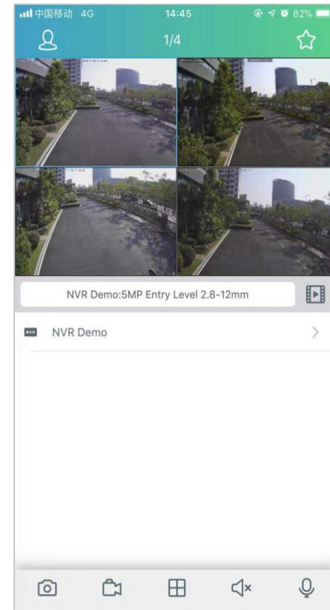 中国移动 4G 14:45 82%
1/4
NVR Demo:5MP Entry Level 2.8-12mm
NVR Demo